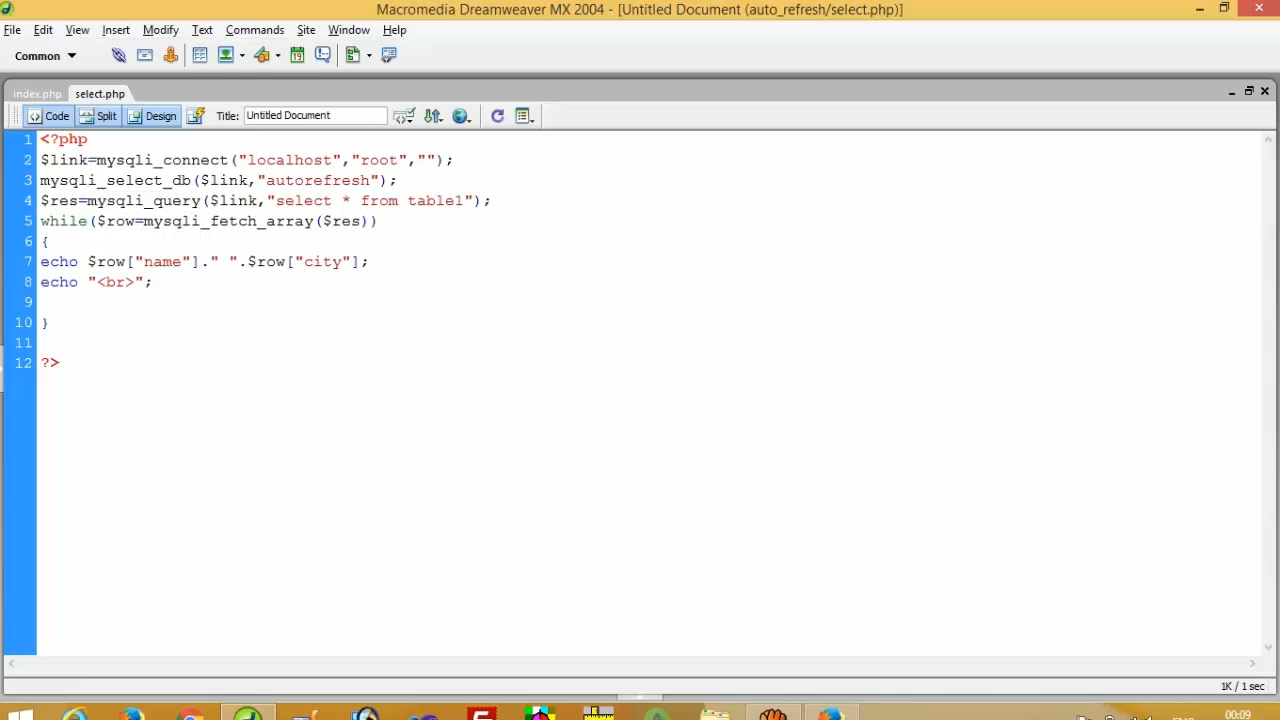 Macromedia Dreamweaver MX 2004 - [Untitled Document (auto_refresh/select.php)]
File Edit View Insert Modify Text Commands Site Window Help
Common
index.php select.php
Code Split Design Title: Untitled Document
1 <?php
2 $link=mysqli_connect("localhost","root","");
3 mysqli_select_db($link,"autorefresh");
4 $res=mysqli_query($link,"select * from table1");
5 while($row=mysqli_fetch_array($res))
6 {
7 echo $row["name"]." ".$row["city"];
8 echo "<br>";
9
10 }
11
12 ?>
1K / 1 sec
ENG 00:09